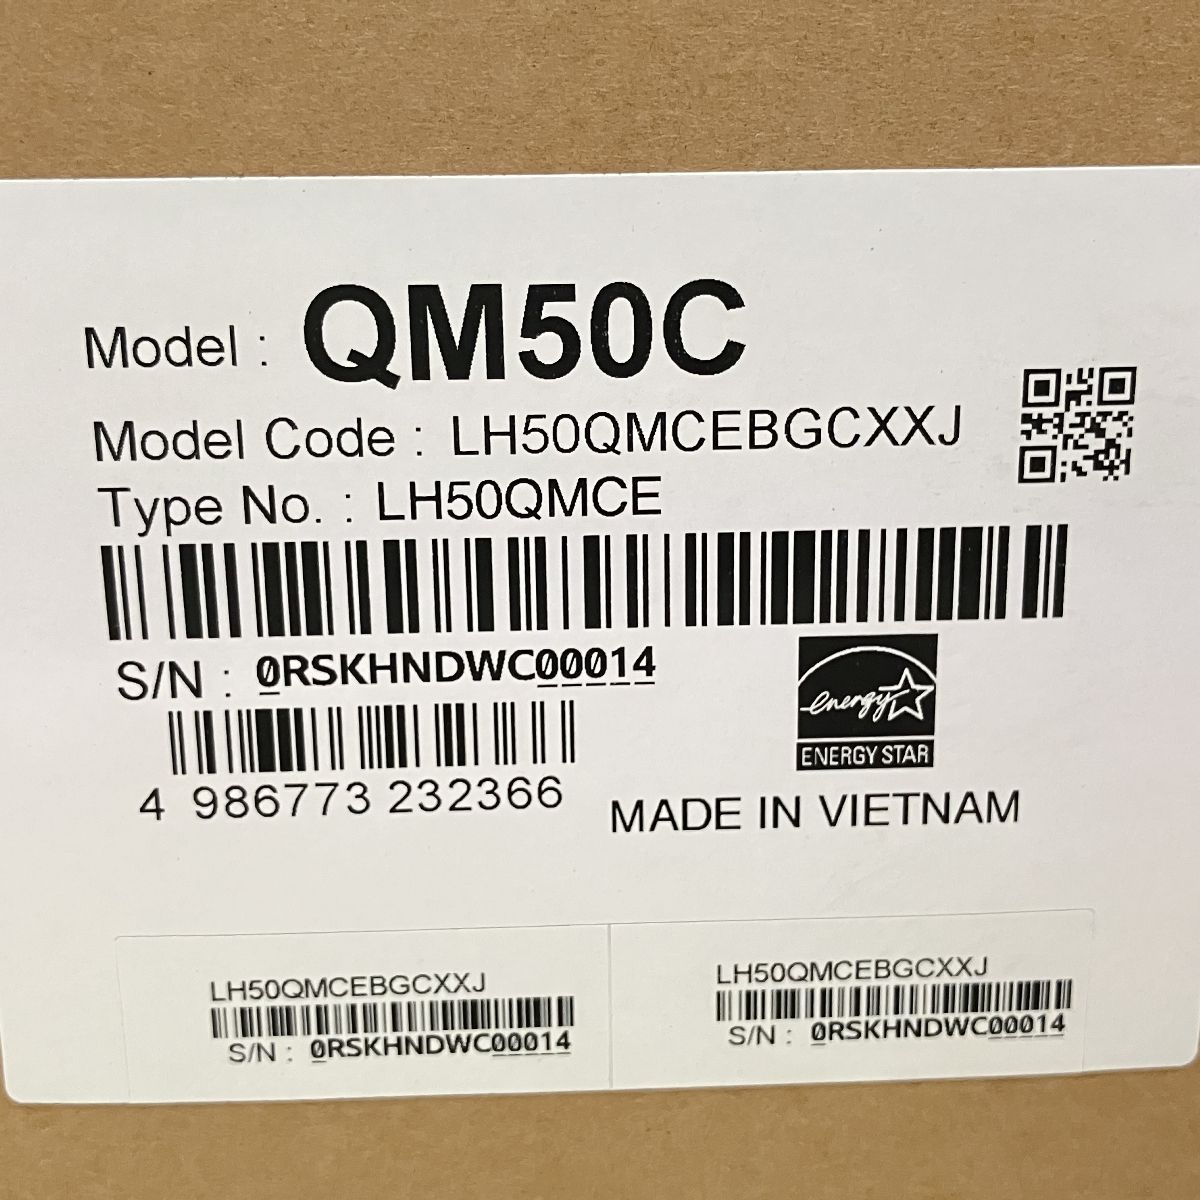 Model : QM50C
Model Code : LH50QMCEBGCXXJ
Type No. : LH50QMCE
S/N : 0RSKHNDWC00014
energy
ENERGY STAR
4 986773 232366
MADE IN VIETNAM
LH50QMCEBGCXXJ
S/N : 0RSKHNDWC00014
LH50QMCEBGCXXJ
S/N : 0RSKHNDWC00014